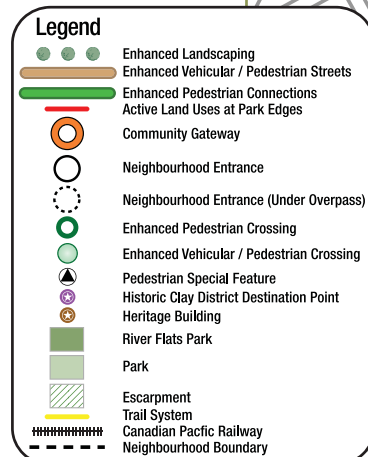 Legend
Enhanced Landscaping
Enhanced Vehicular / Pedestrian Streets
Enhanced Pedestrian Connections
Active Land Uses at Park Edges
Community Gateway
Neighbourhood Entrance
Neighbourhood Entrance (Under Overpass)
Enhanced Pedestrian Crossing
Enhanced Vehicular / Pedestrian Crossing
Pedestrian Special Feature
Historic Clay District Destination Point
Heritage Building
River Flats Park
Park
Escarpment
Trail System
Canadian Pacfic Railway
Neighbourhood Boundary